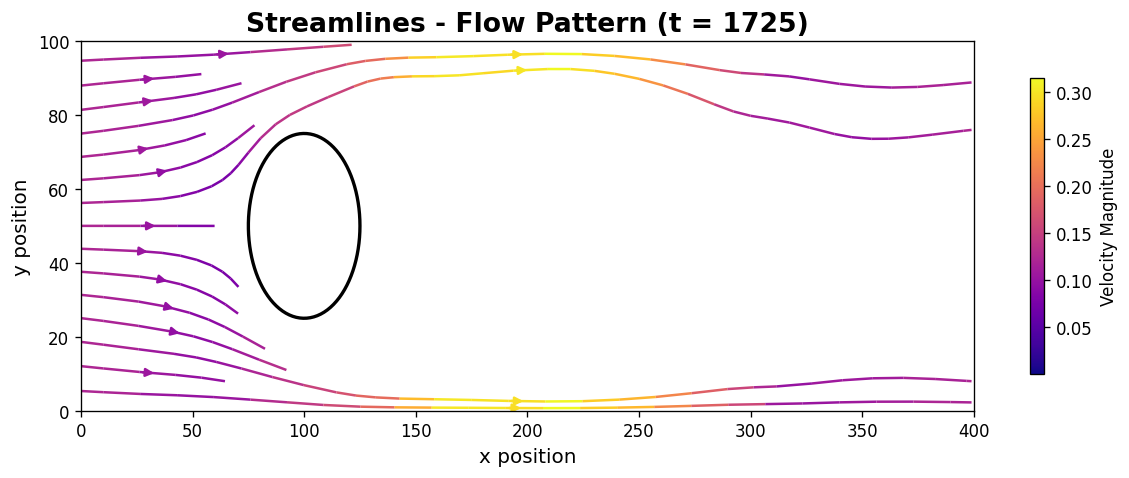 Streamlines - Flow Pattern (t = 1725)
100
80
60
40
20
0
y position
0 50 100 150 200 250 300 350 400
x position
0.30
0.25
0.20
0.15
0.10
0.05
Velocity Magnitude